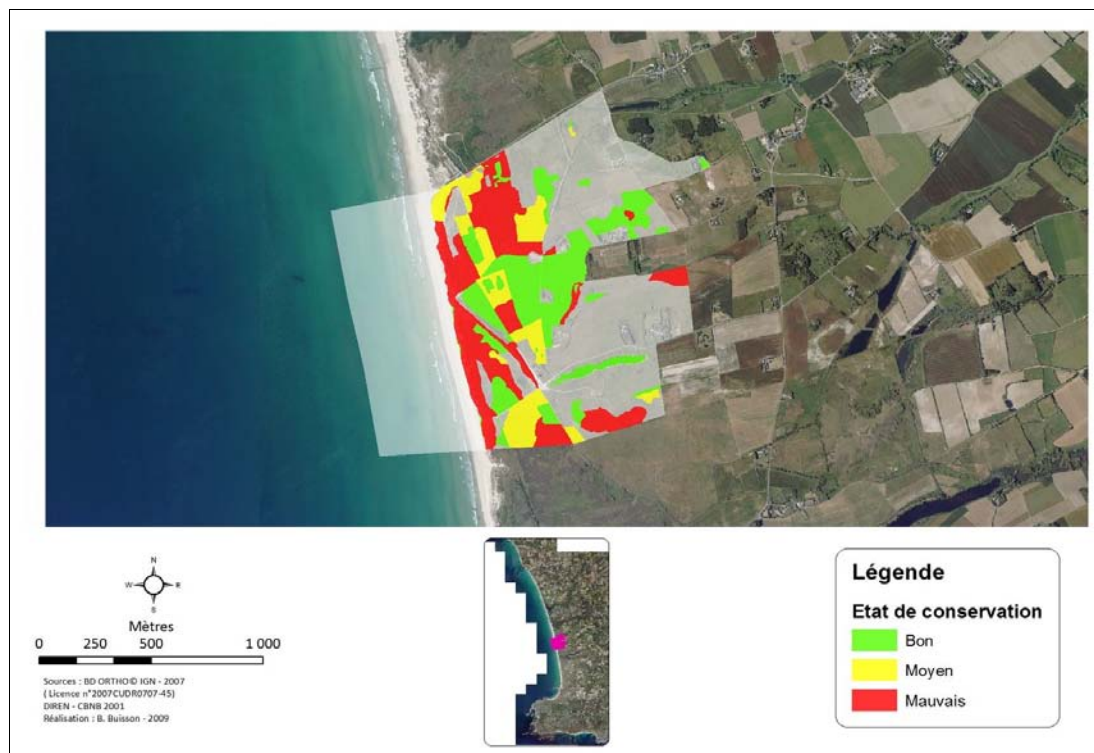 N
W
E
S
Mètres
0 250 500 1 000
Sources : BD ORTHO© IGN - 2007
( Licence n°2007CUDR0707-45)
DIREN - CBNB 2001
Réalisation : B. Buisson - 2009
Légende
Etat de conservation
Bon
Moyen
Mauvais